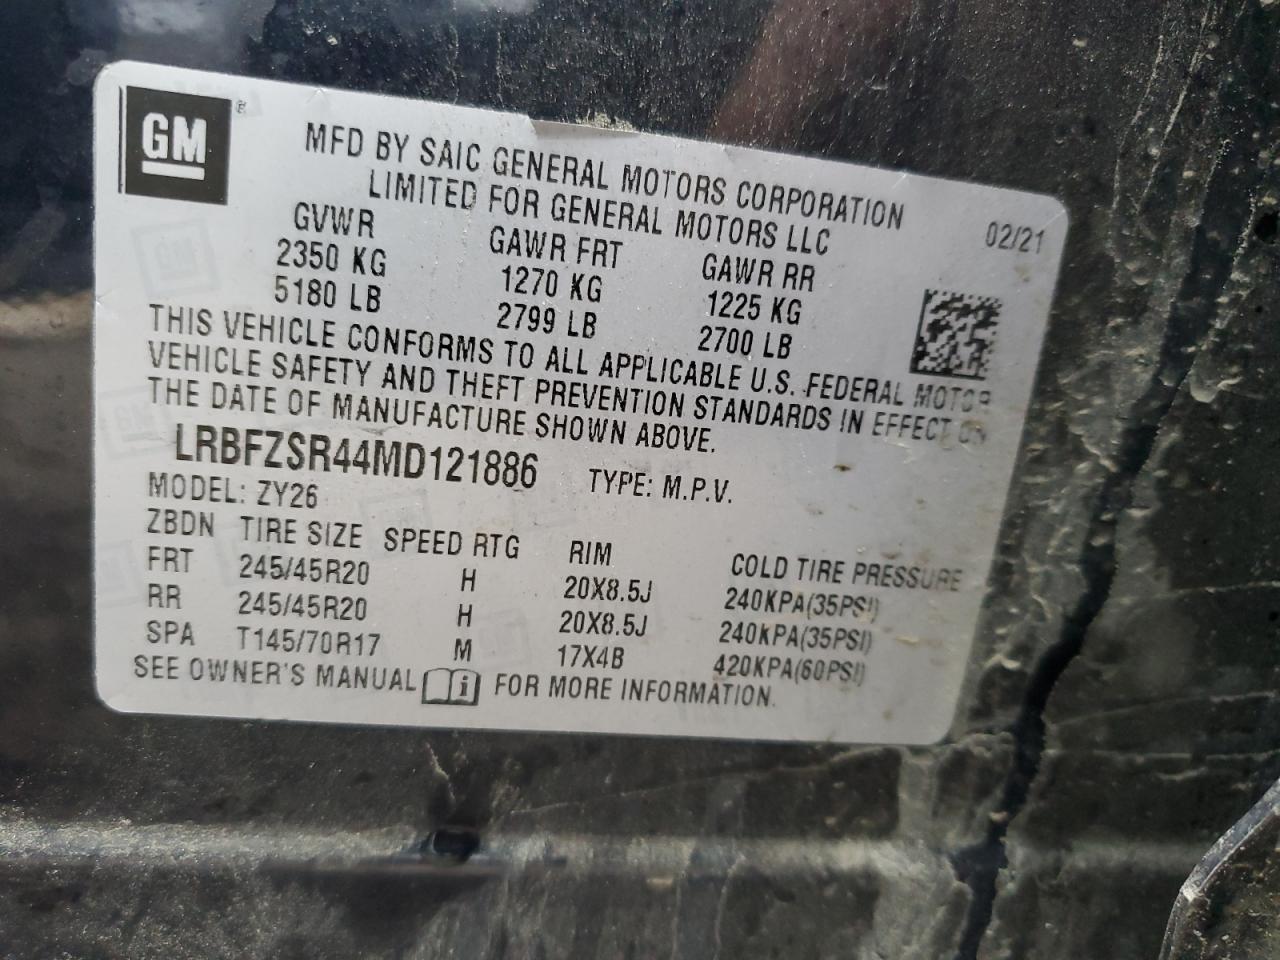 GM ®
MFD BY SAIC GENERAL MOTORS CORPORATION
LIMITED FOR GENERAL MOTORS LLC
02/21
GVWR GAWR FRT GAWR RR
2350 KG 1270 KG 1225 KG
5180 LB 2799 LB 2700 LB
THIS VEHICLE CONFORMS TO ALL APPLICABLE U.S. FEDERAL MOTOR
VEHICLE SAFETY AND THEFT PREVENTION STANDARDS IN EFFECT ON
THE DATE OF MANUFACTURE SHOWN ABOVE.
LRBFZSR44MD121886 TYPE: M.P.V.
MODEL: ZY26
ZBDN TIRE SIZE SPEED RTG RIM COLD TIRE PRESSURE
FRT 245/45R20 H 20X8.5J 240KPA(35PSI)
RR 245/45R20 H 20X8.5J 240KPA(35PSI)
SPA T145/70R17 M 17X4B 420KPA(60PSI)
SEE OWNER'S MANUAL i FOR MORE INFORMATION.